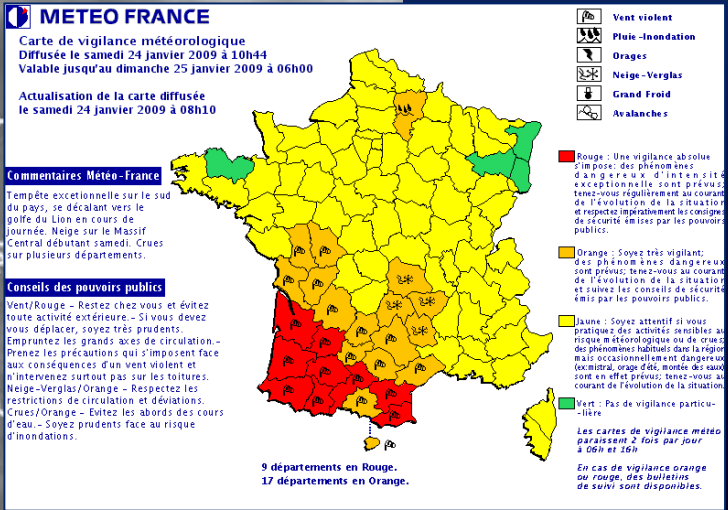 METEO FRANCE
Carte de vigilance météorologique
Diffusée le samedi 24 janvier 2009 à 10h44
Valable jusqu'au dimanche 25 janvier 2009 à 06h00
Actualisation de la carte diffusée
le samedi 24 janvier 2009 à 08h10
Commentaires Météo-France
Tempête excetionnelle sur le sud
du pays, se décalant vers le
golfe du Lion en cours de
journée. Neige sur le Massif
Central débutant samedi. Crues
sur plusieurs départements.
Conseils des pouvoirs publics
Vent/Rouge - Restez chez vous et évitez
toute activité extérieure.- Si vous devez
vous déplacer, soyez très prudents.
Empruntez les grands axes de circulation.-
Prenez les précautions qui s'imposent face
aux conséquences d'un vent violent et
n'intervenez surtout pas sur les toitures.
Neige-Verglas/Orange - Respectez les
restrictions de circulation et déviations.
Crues/Orange - Evitez les abords des cours
d'eau.- Soyez prudents face au risque
d'inondations.
9 départements en Rouge.
17 départements en Orange.
Vent violent
Pluie-Inondation
Orages
Neige-Verglas
Grand Froid
Avalanches
Rouge : Une vigilance absolue
s'impose: des phénomènes
dangereux d'intensité
exceptionnelle sont prévus;
tenez-vous régulièrement au courant
de l'évolution de la situation
et respectez impérativement les consignes
de sécurité émises par les pouvoirs
publics.
Orange : Soyez très vigilant;
des phénomènes dangereux
sont prévus; tenez-vous au courant
de l'évolution de la situation
et suivez les conseils de sécurité
émis par les pouvoirs publics.
Jaune : Soyez attentif si vous
pratiquez des activités sensibles au
risque météorologique ou de crues;
des phénomènes habituels dans la région
mais occasionnellement dangereux
(ex:mistral, orage d'été, montée des eaux)
sont en effet prévus; tenez-vous au
courant de l'évolution de la situation.
Vert : Pas de vigilance particu-
-lière
Les cartes de vigilance météo
paraissent 2 fois par jour
à 06h et 16h
En cas de vigilance orange
ou rouge, des bulletins
de suivi sont disponibles.